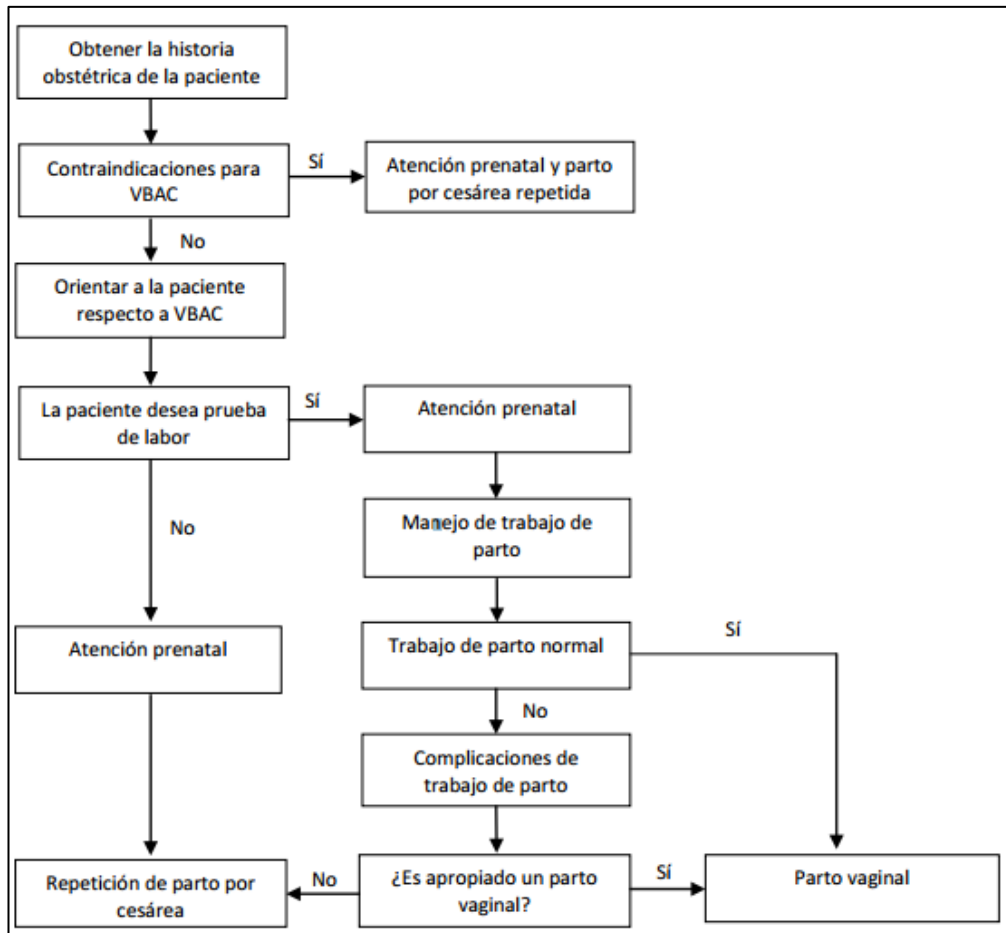 Obtener la historia
obstétrica de la paciente
Contraindicaciones para
VBAC
Sí
Atención prenatal y parto
por cesárea repetida
No
Orientar a la paciente
respecto a VBAC
La paciente desea prueba
de labor
Sí
Atención prenatal
No
Manejo de trabajo de
parto
Atención prenatal
Trabajo de parto normal
Sí
No
Complicaciones de
trabajo de parto
Repetición de parto por
cesárea
No
¿Es apropiado un parto
vaginal?
Sí
Parto vaginal